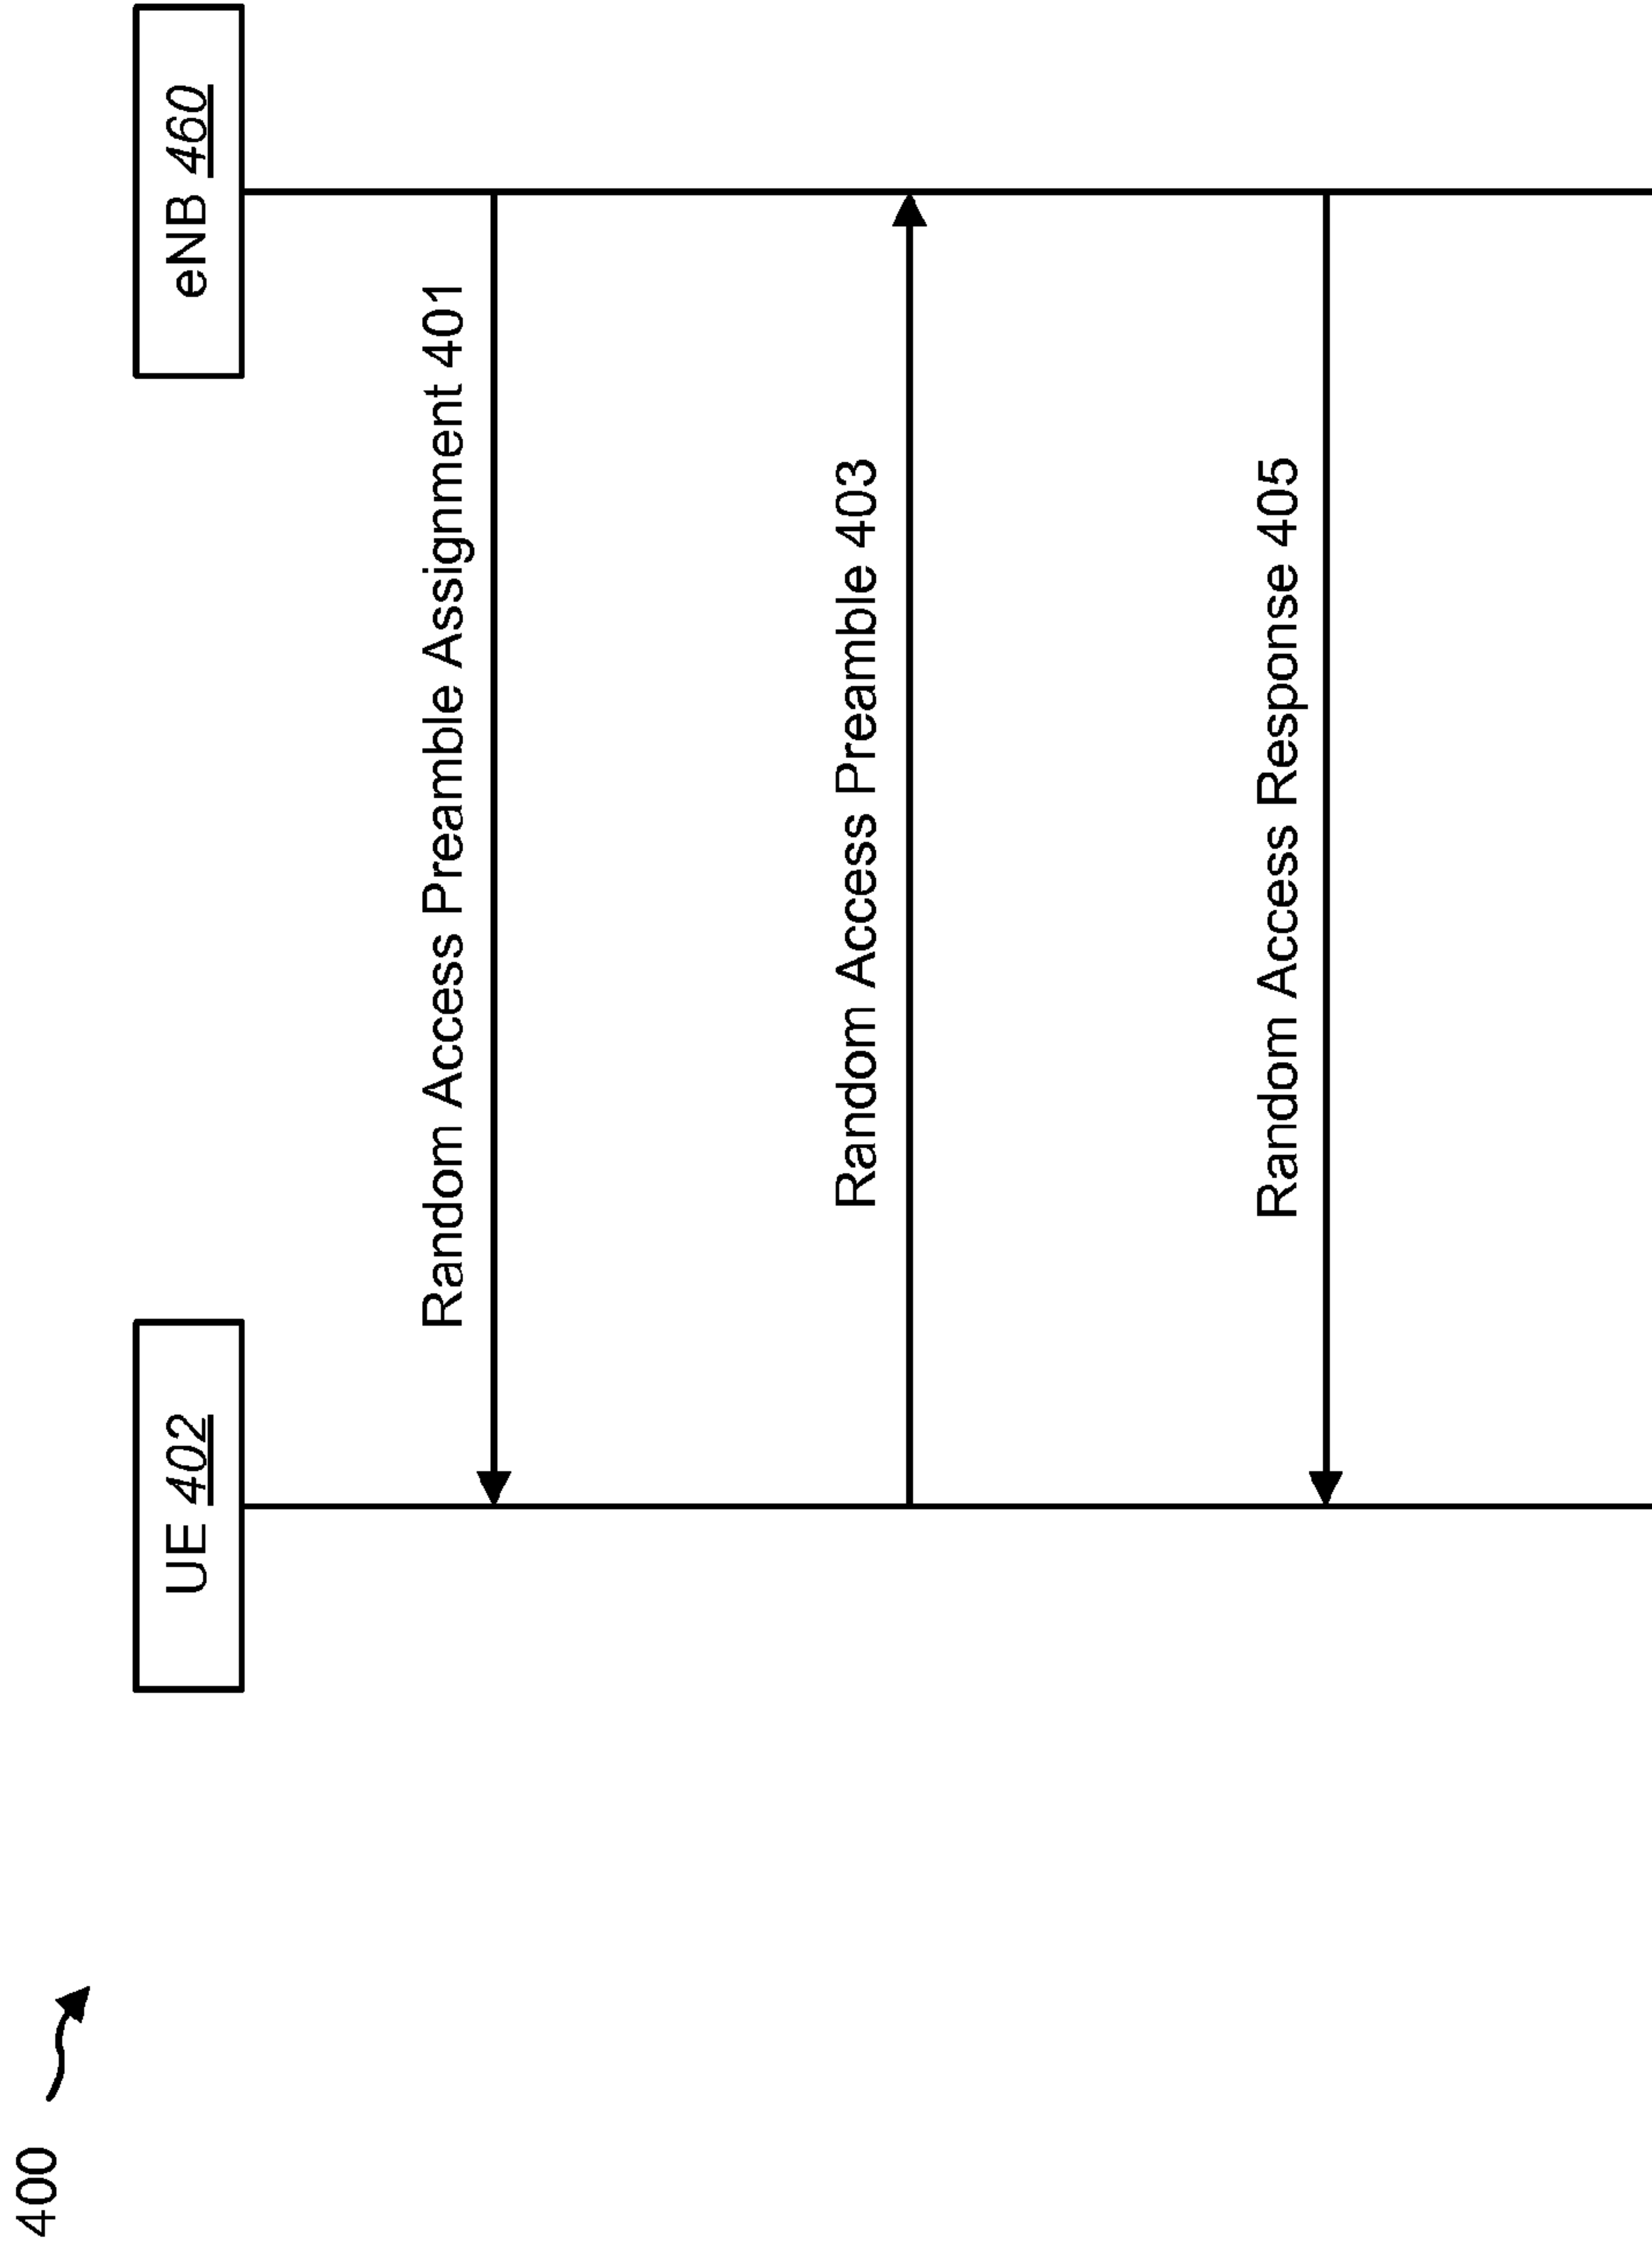 400
UE 402
eNB 460
Random Access Preamble Assignment 401
Random Access Preamble 403
Random Access Response 405